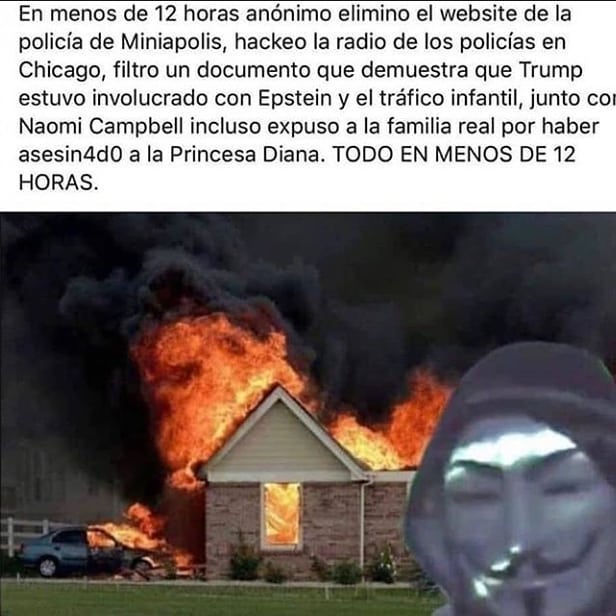 En menos de 12 horas anónimo elimino el website de la
policía de Miniapolis, hackeo la radio de los policías en
Chicago, filtro un documento que demuestra que Trump
estuvo involucrado con Epstein y el tráfico infantil, junto con
Naomi Campbell incluso expuso a la familia real por haber
asesin4d0 a la Princesa Diana. TODO EN MENOS DE 12
HORAS.